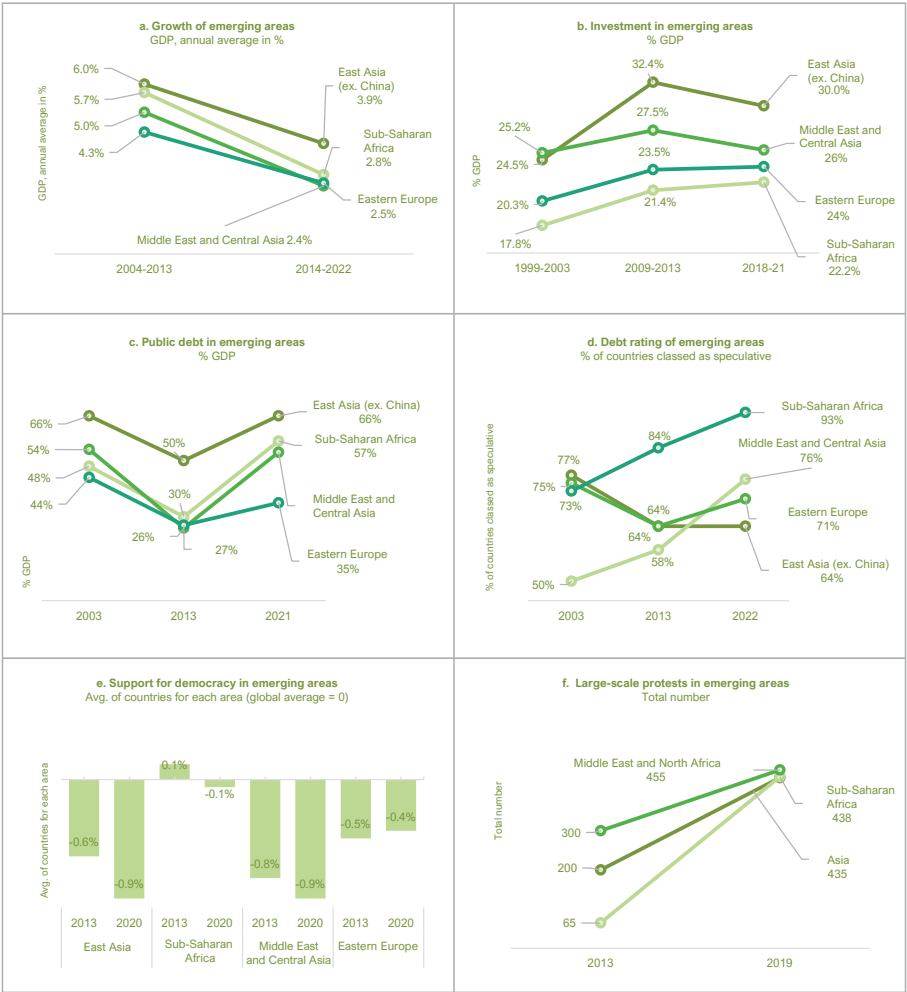 a. Growth of emerging areas
GDP, annual average in %
GDP, annual average in %
6.0%
5.7%
5.0%
4.3%
East Asia
(ex. China)
3.9%
Sub-Saharan
Africa
2.8%
Eastern Europe
2.5%
Middle East and Central Asia 2.4%
2004-2013
2014-2022
b. Investment in emerging areas
% GDP
% GDP
32.4%
27.5%
25.2%
24.5%
23.5%
21.4%
20.3%
17.8%
East Asia
(ex. China)
30.0%
Middle East and
Central Asia
26%
Eastern Europe
24%
Sub-Saharan
Africa
22.2%
1999-2003
2009-2013
2018-21
c. Public debt in emerging areas
% GDP
% GDP
66%
54%
48%
44%
50%
30%
26%
27%
East Asia (ex. China)
66%
Sub-Saharan Africa
57%
Middle East and
Central Asia
Eastern Europe
35%
2003
2013
2021
d. Debt rating of emerging areas
% of countries classed as speculative
% of countries classed as speculative
77%
75%
73%
50%
84%
64%
64%
58%
Sub-Saharan Africa
93%
Middle East and Central Asia
76%
Eastern Europe
71%
East Asia (ex. China)
64%
2003
2013
2022
e. Support for democracy in emerging areas
Avg. of countries for each area (global average = 0)
Avg. of countries for each area
-0.6%
-0.9%
0.1%
-0.1%
-0.8%
-0.9%
-0.5%
-0.4%
2013 2020 2013 2020 2013 2020 2013 2020
East Asia
Sub-Saharan
Africa
Middle East
and Central Asia
Eastern Europe
f. Large-scale protests in emerging areas
Total number
Total number
Middle East and North Africa
455
300
200
65
Sub-Saharan
Africa
438
Asia
435
2013
2019